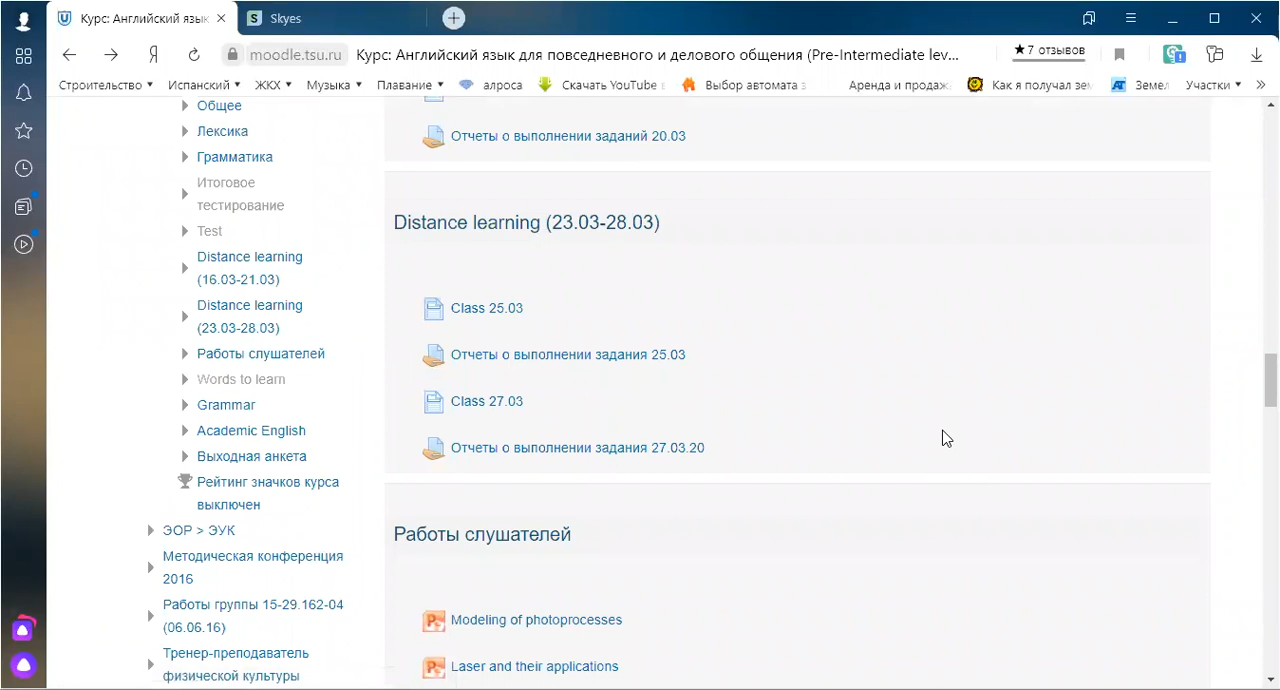 Курс: Английский язык
S Skyes
Я
moodle.tsu.ru
Курс: Английский язык для повседневного и делового общения (Pre-Intermediate lev...
★7 отзывов
Строительство
Испанский
ЖКХ
Музыка
Плавание
алроса
Скачать YouTube
Выбор автомата
Аренда и продаж
Как я получал
АТ
Земел
Участки
Общее
Лексика
Грамматика
Итоговое
тестирование
Test
Distance learning
(16.03-21.03)
Distance learning
(23.03-28.03)
Работы слушателей
Words to learn
Grammar
Academic English
Выходная анкета
Рейтинг значков курса
выключен
ЭОР > ЭУК
Методическая конференция
2016
Работы группы 15-29.162-04
(06.06.16)
Тренер-преподаватель
физической культуры
Отчеты о выполнении заданий 20.03
Distance learning (23.03-28.03)
Class 25.03
Отчеты о выполнении задания 25.03
Class 27.03
Отчеты о выполнении задания 27.03.20
Работы слушателей
Modeling of photoprocesses
Laser and their applications